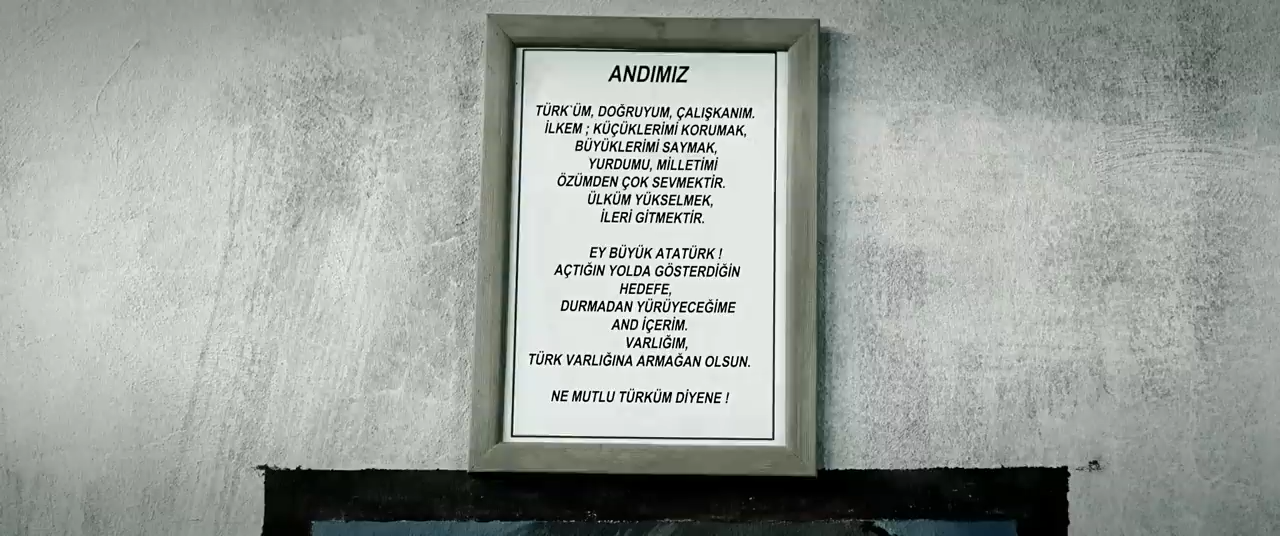 ANDIMIZ
TÜRK`ÜM, DOĞRUYUM, ÇALIŞKANIM.
İLKEM ; KÜÇÜKLERİMİ KORUMAK,
BÜYÜKLERİMİ SAYMAK,
YURDUMU, MİLLETİMİ
ÖZÜMDEN ÇOK SEVMEKTİR.
ÜLKÜM YÜKSELMEK,
İLERİ GİTMEKTİR.
EY BÜYÜK ATATÜRK !
AÇTIĞIN YOLDA GÖSTERDİĞİN
HEDEFE,
DURMADAN YÜRÜYECEĞİME
AND İÇERİM.
VARLIĞIM,
TÜRK VARLIĞINA ARMAĞAN OLSUN.
NE MUTLU TÜRKÜM DİYENE !